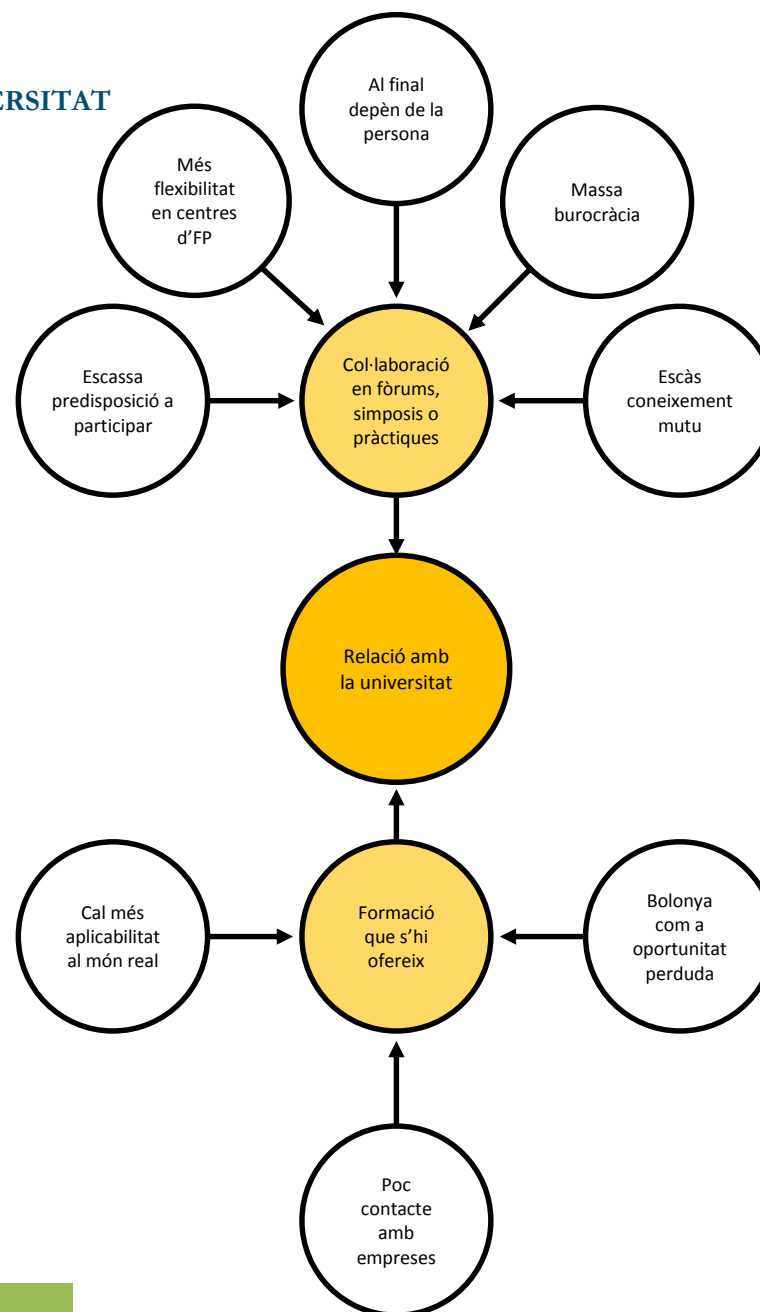 ERSITAT
Al final
depèn de la
persona
Més
flexibilitat
en centres
d’FP
Massa
burocràcia
Escassa
predisposició a
participar
Col·laboració
en fòrums,
simposis o
pràctiques
Escàs
coneixement
mutu
Relació amb
la universitat
Cal més
aplicabilitat
al món real
Formació
que s’hi
ofereix
Bolonya
com a
oportunitat
perduda
Poc
contacte
amb
empreses